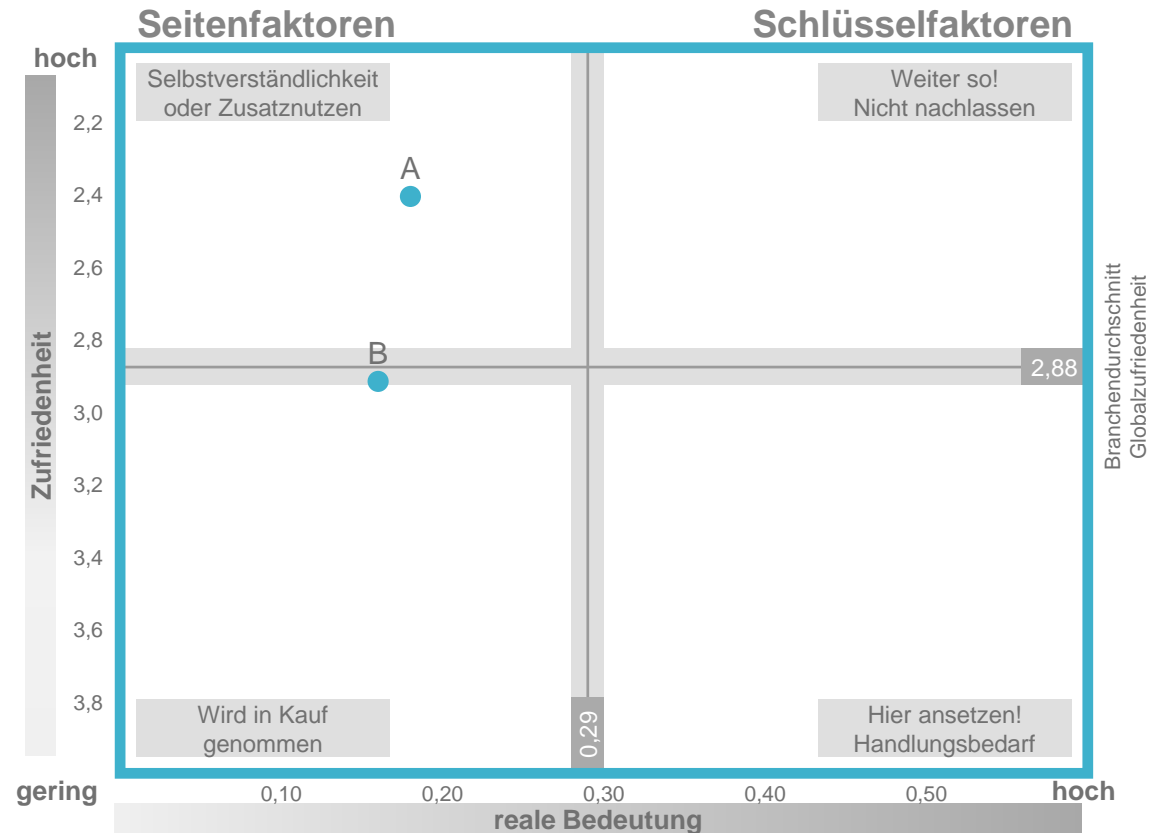 Seitenfaktoren
Schlüsselfaktoren
hoch
Selbstverständlichkeit
oder Zusatznutzen
Weiter so!
Nicht nachlassen
2,2
A
2,4
2,6
2,8
B
2,88
Branchendurchschnitt
Globalzufriedenheit
Zufriedenheit
3,0
3,2
3,4
3,6
3,8
Wird in Kauf
genommen
0,29
Hier ansetzen!
Handlungsbedarf
gering
0,10
0,20
0,30
0,40
0,50
hoch
reale Bedeutung